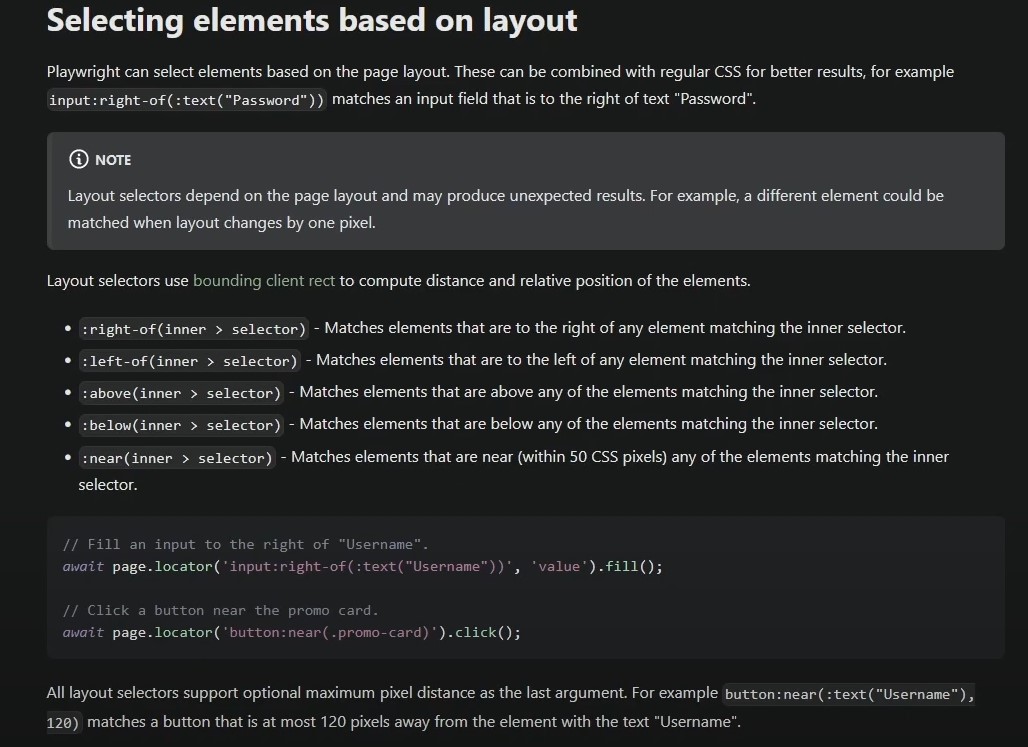 Selecting elements based on layout
Playwright can select elements based on the page layout. These can be combined with regular CSS for better results, for example
input:right-of(:text("Password")) matches an input field that is to the right of text "Password".
NOTE
Layout selectors depend on the page layout and may produce unexpected results. For example, a different element could be
matched when layout changes by one pixel.
Layout selectors use bounding client rect to compute distance and relative position of the elements.
• :right-of(inner > selector) - Matches elements that are to the right of any element matching the inner selector.
• :left-of(inner > selector) - Matches elements that are to the left of any element matching the inner selector.
• :above(inner > selector) - Matches elements that are above any of the elements matching the inner selector.
• :below(inner > selector) - Matches elements that are below any of the elements matching the inner selector.
• :near(inner > selector) - Matches elements that are near (within 50 CSS pixels) any of the elements matching the inner
selector.
// Fill an input to the right of "Username".
await page.locator('input:right-of(:text("Username"))', 'value').fill();
// Click a button near the promo card.
await page.locator('button:near(.promo-card)').click();
All layout selectors support optional maximum pixel distance as the last argument. For example button:near(:text("Username"),
120) matches a button that is at most 120 pixels away from the element with the text "Username".